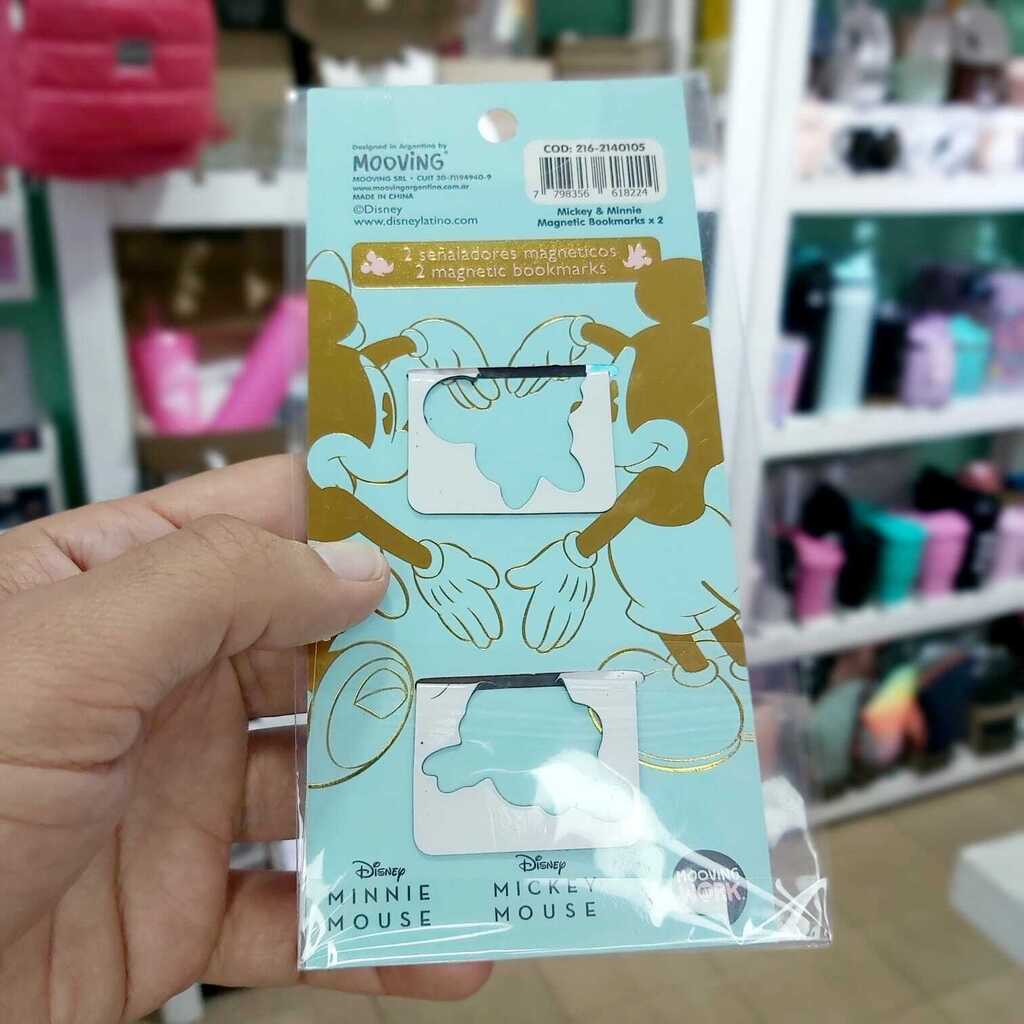 Designed in Argentina by
MOOVING
MOOVING SRL • CUIT 30-71194940-9
www.moovingargentina.com.ar
MADE IN CHINA
©Disney
www.disneylatino.com
COD: 216-2140105
7 798356 618224
Mickey & Minnie
Magnetic Bookmarks x 2
2 señaladores magnéticos
2 magnetic bookmarks
Disney
MINNIE
MOUSE
Disney
MICKEY
MOUSE
MOOVING
WORK